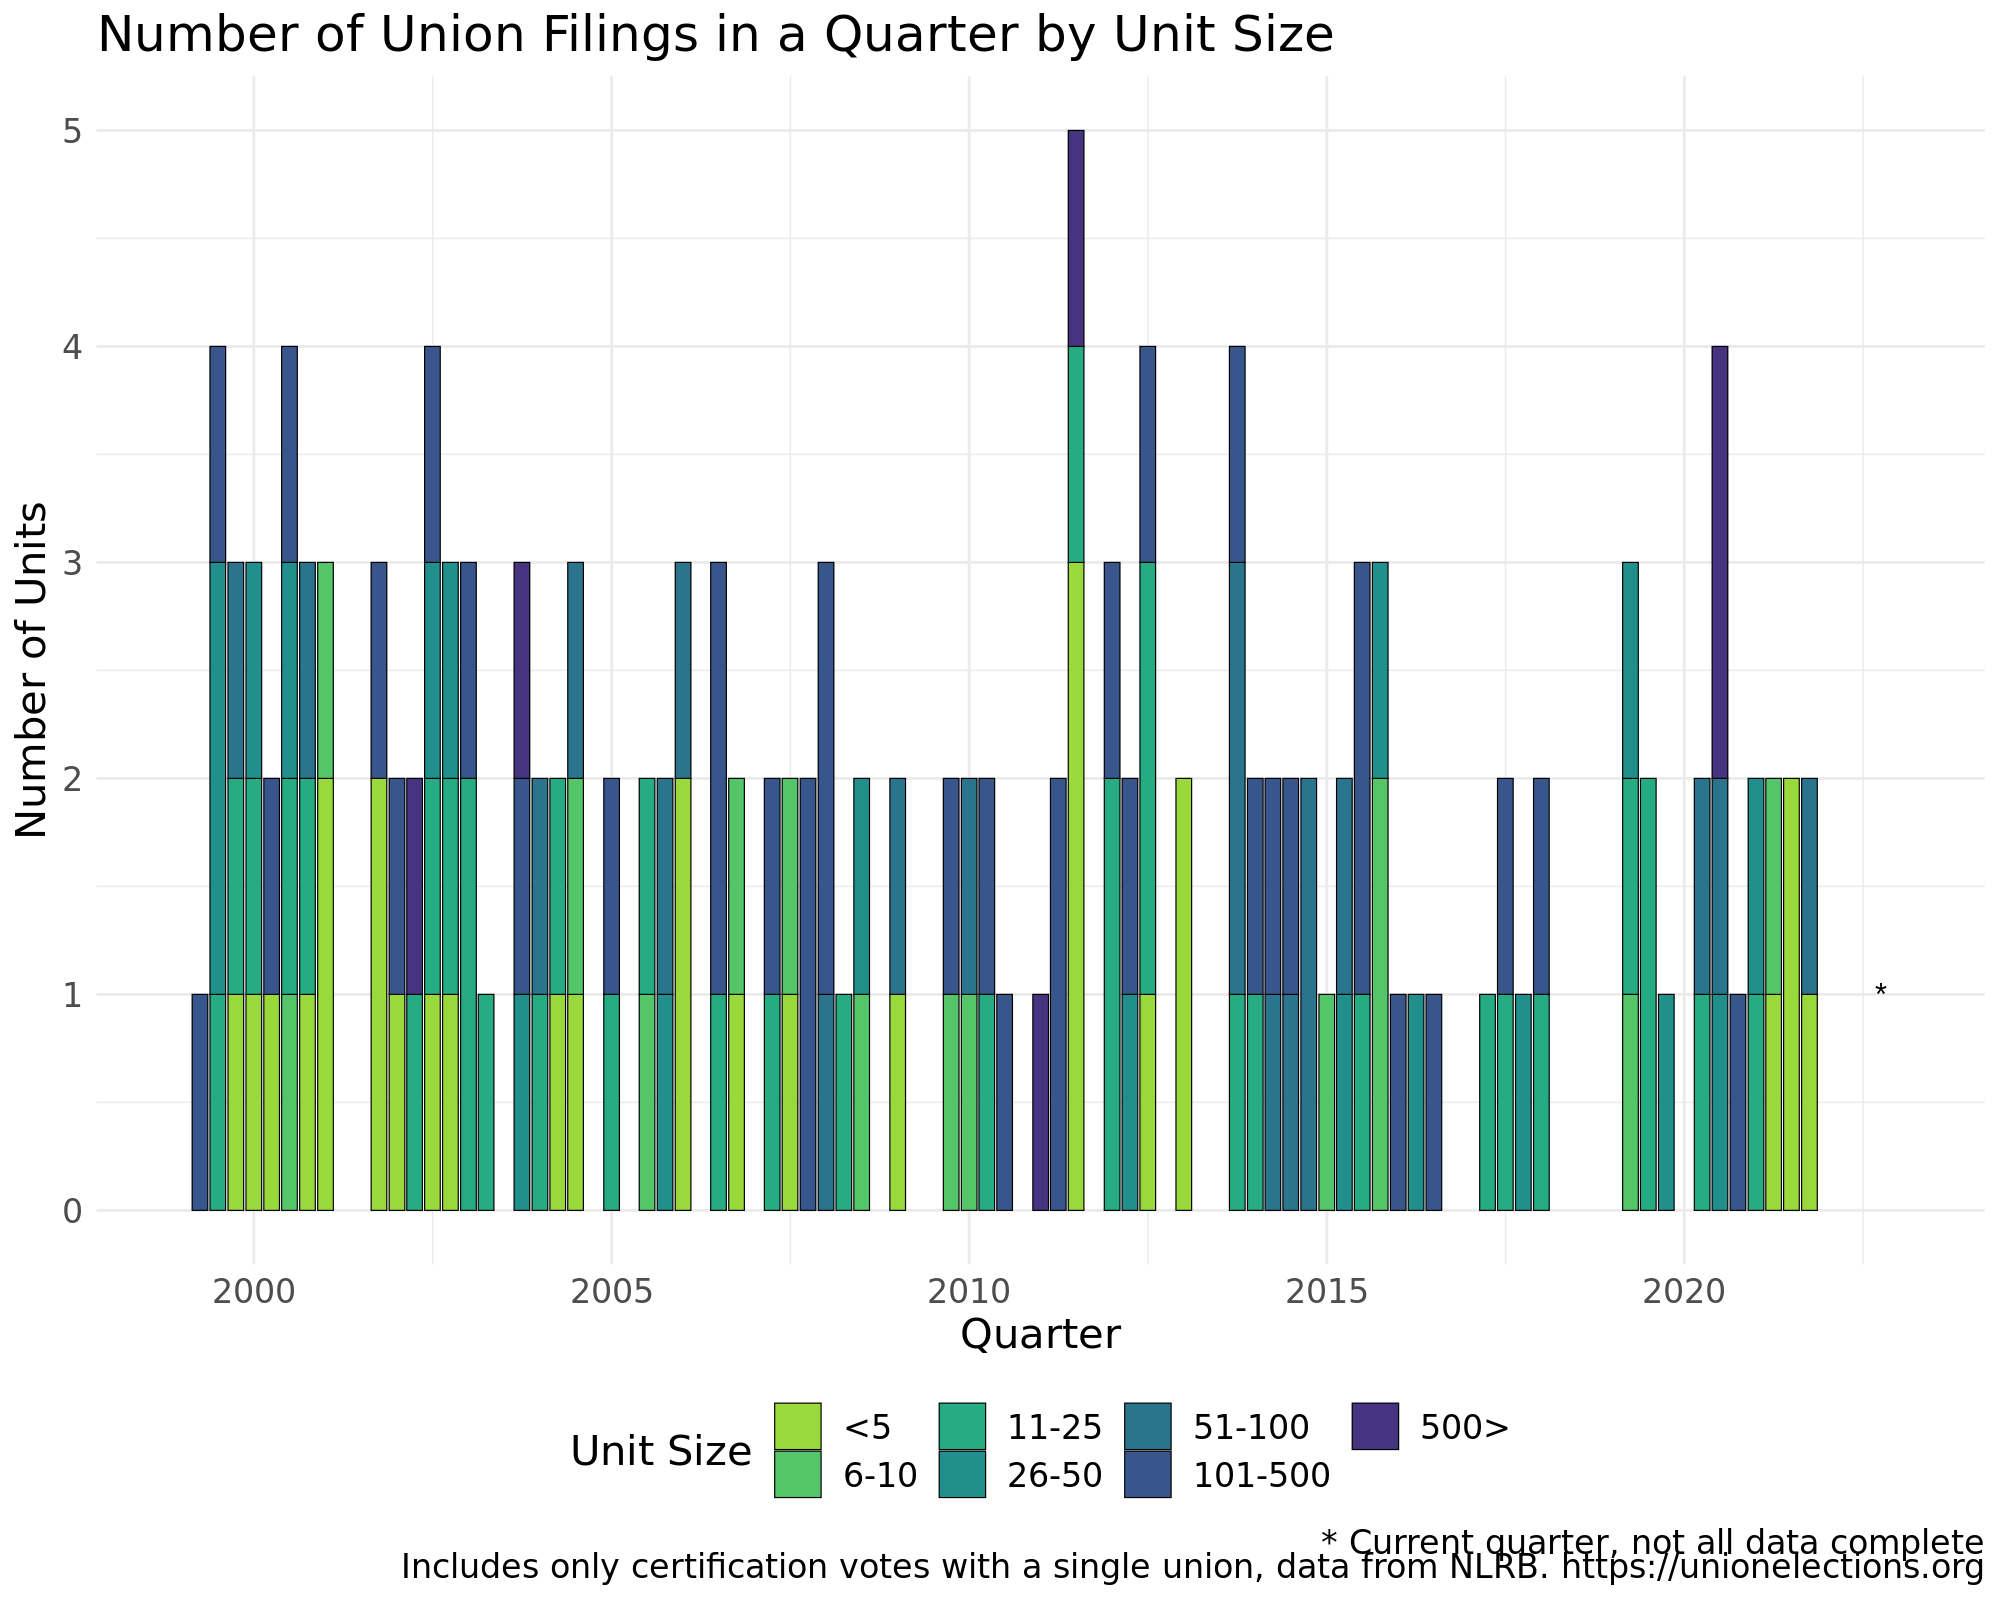 Number of Union Filings in a Quarter by Unit Size
Number of Units
5
4
3
2
1
0
*
2000 2005 2010 2015 2020
Quarter
Unit Size
<5 11-25 51-100 500>
6-10 26-50 101-500
* Current quarter, not all data complete
Includes only certification votes with a single union, data from NLRB. https://unionelections.org